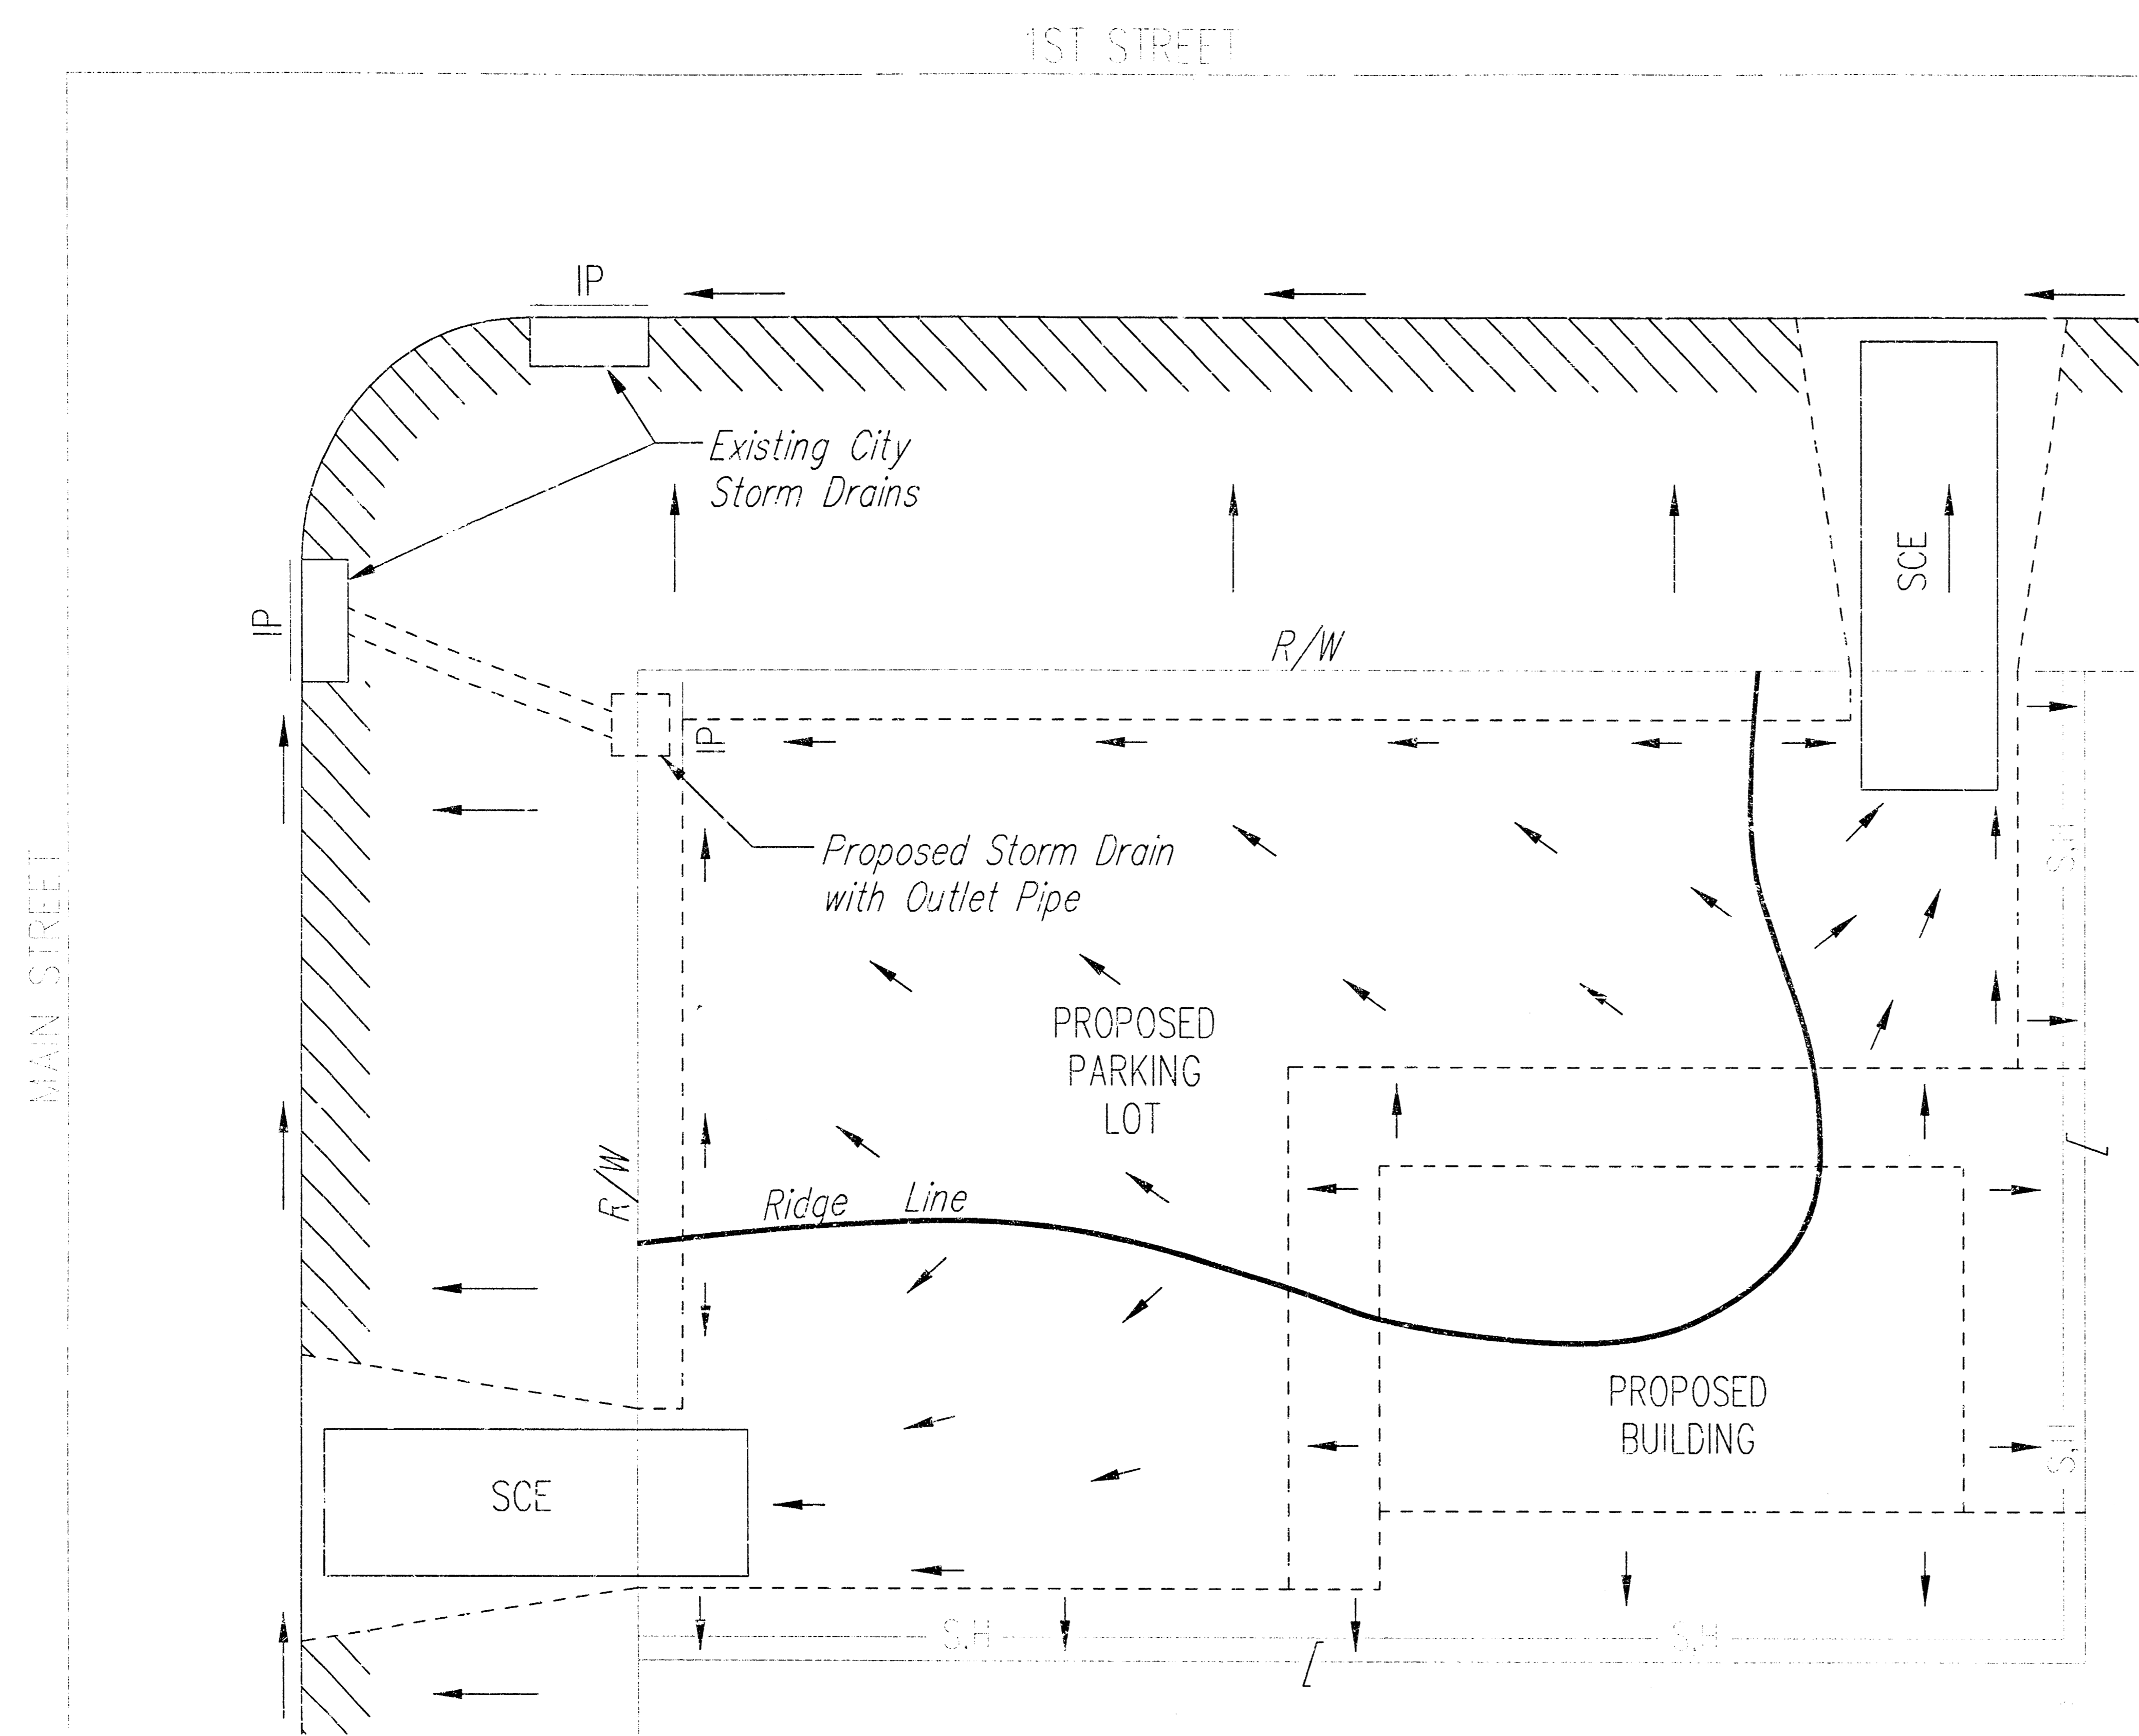 1ST STREET
IP
Existing City
Storm Drains
SCE
IP
R/W
IP
Proposed Storm Drain
with Outlet Pipe
S.H
MAIN STREET
PROPOSED
PARKING
LOT
R/W
Ridge Line
PROPOSED
BUILDING
S.H
SCE
S.H
S.H